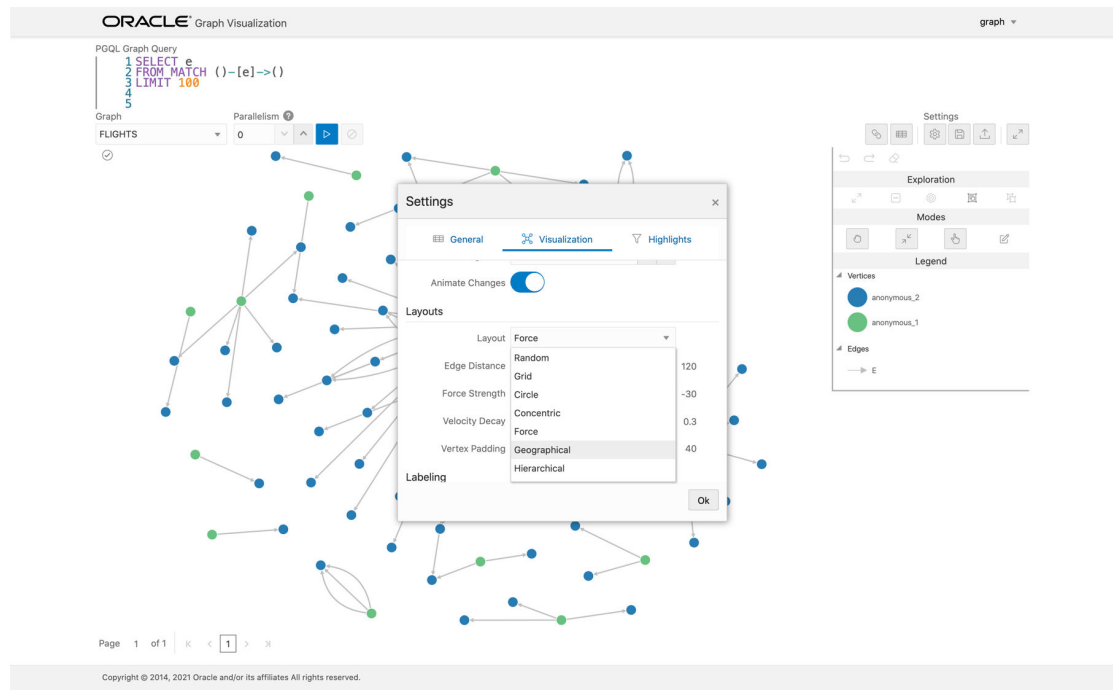 ORACLE® Graph Visualization
graph
PGQL Graph Query
1 SELECT e
2 FROM MATCH ()-[e]->()
3 LIMIT 100
4
5
Graph
Parallelism ?
FLIGHTS
0
Settings
Exploration
Modes
Legend
Vertices
anonymous_2
anonymous_1
Edges
E
Settings
×
General
Visualization
Highlights
Animate Changes
Layouts
Layout Force
Random
Grid
Circle
Concentric
Force
Geographical
Hierarchical
Edge Distance 120
Force Strength -30
Velocity Decay 0.3
Vertex Padding 40
Labeling
Ok
Page 1 of 1 K < 1 > X
Copyright © 2014, 2021 Oracle and/or its affiliates All rights reserved.